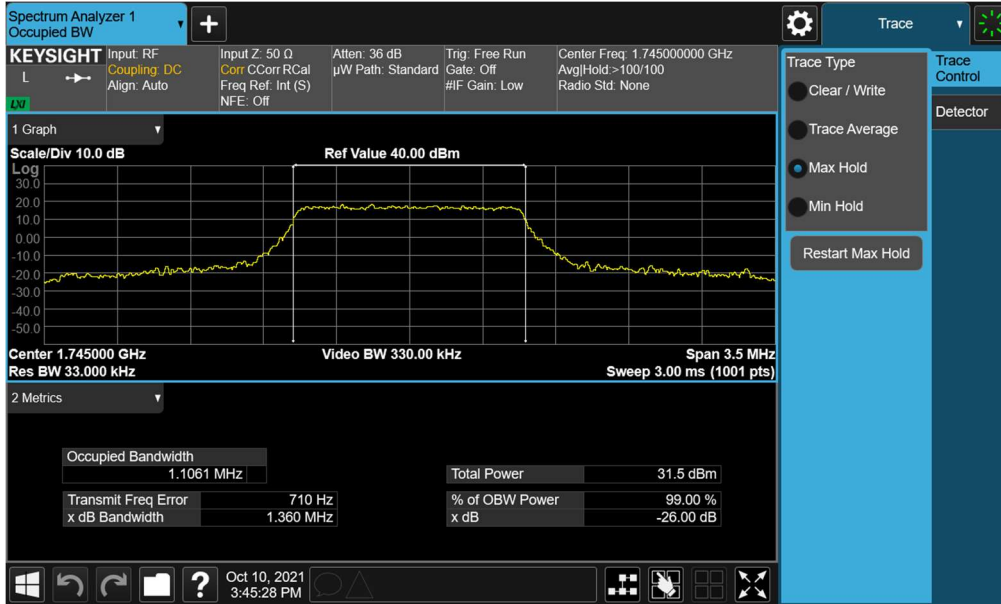 Spectrum Analyzer 1
Occupied BW
+
Trace
KEYSIGHT
L
LXI
Input: RF
Coupling: DC
Align: Auto
Input Z: 50 Ω
Corr CCorr RCal
Freq Ref: Int (S)
NFE: Off
Atten: 36 dB
µW Path: Standard
Trig: Free Run
Gate: Off
#IF Gain: Low
Center Freq: 1.745000000 GHz
Avg|Hold:>100/100
Radio Std: None
Trace Type
Clear / Write
Trace Average
Max Hold
Min Hold
Restart Max Hold
Trace
Control
Detector
1 Graph
Scale/Div 10.0 dB
Ref Value 40.00 dBm
Log
30.0
20.0
10.0
0.00
-10.0
-20.0
-30.0
-40.0
-50.0
Center 1.745000 GHz
Video BW 330.00 kHz
Span 3.5 MHz
Res BW 33.000 kHz
Sweep 3.00 ms (1001 pts)
2 Metrics
Occupied Bandwidth
1.1061 MHz
Total Power 31.5 dBm
Transmit Freq Error 710 Hz
% of OBW Power 99.00 %
x dB Bandwidth 1.360 MHz
x dB -26.00 dB
?
Oct 10, 2021
3:45:28 PM